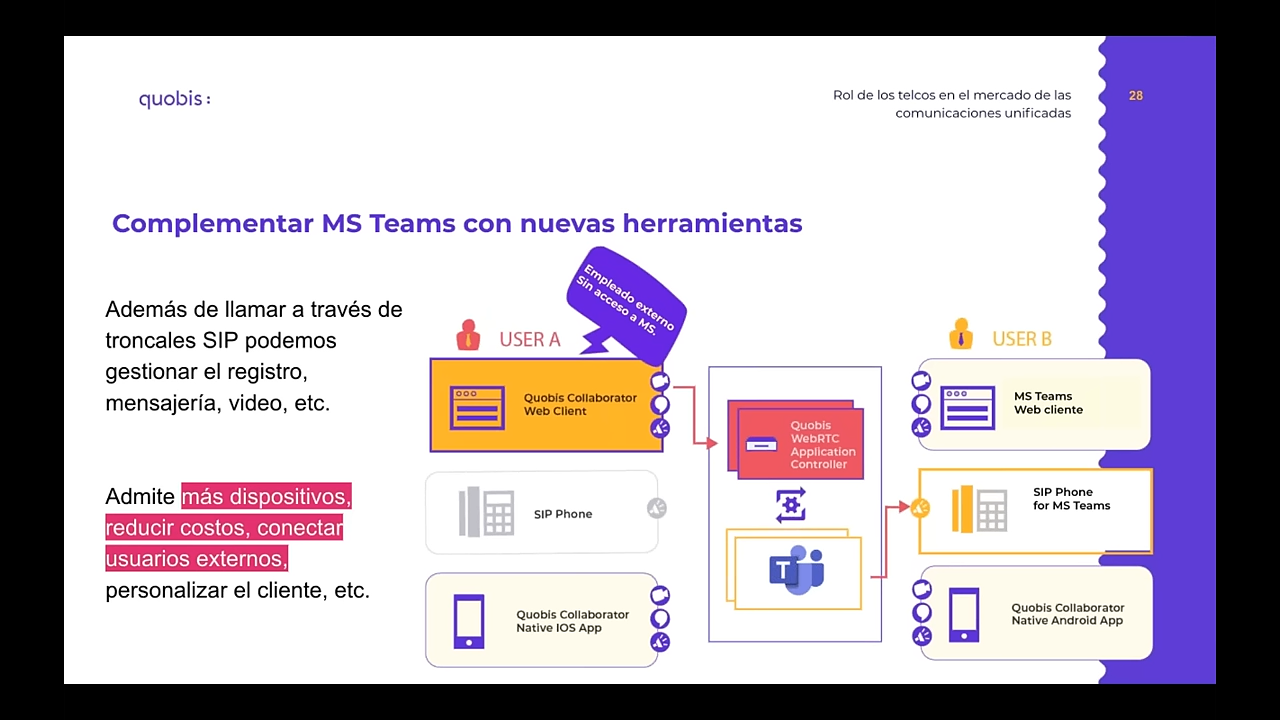 quobis:
Rol de los telcos en el mercado de las
comunicaciones unificadas
28
Complementar MS Teams con nuevas herramientas
Además de llamar a través de
troncales SIP podemos
gestionar el registro,
mensajería, video, etc.
Admite más dispositivos,
reducir costos, conectar
usuarios externos,
personalizar el cliente, etc.
Empleado externo
Sin acceso a MS.
USER A
Quobis Collaborator
Web Client
SIP Phone
Quobis Collaborator
Native IOS App
Quobis
WebRTC
Application
Controller
T
USER B
MS Teams
Web cliente
SIP Phone
for MS Teams
Quobis Collaborator
Native Android App